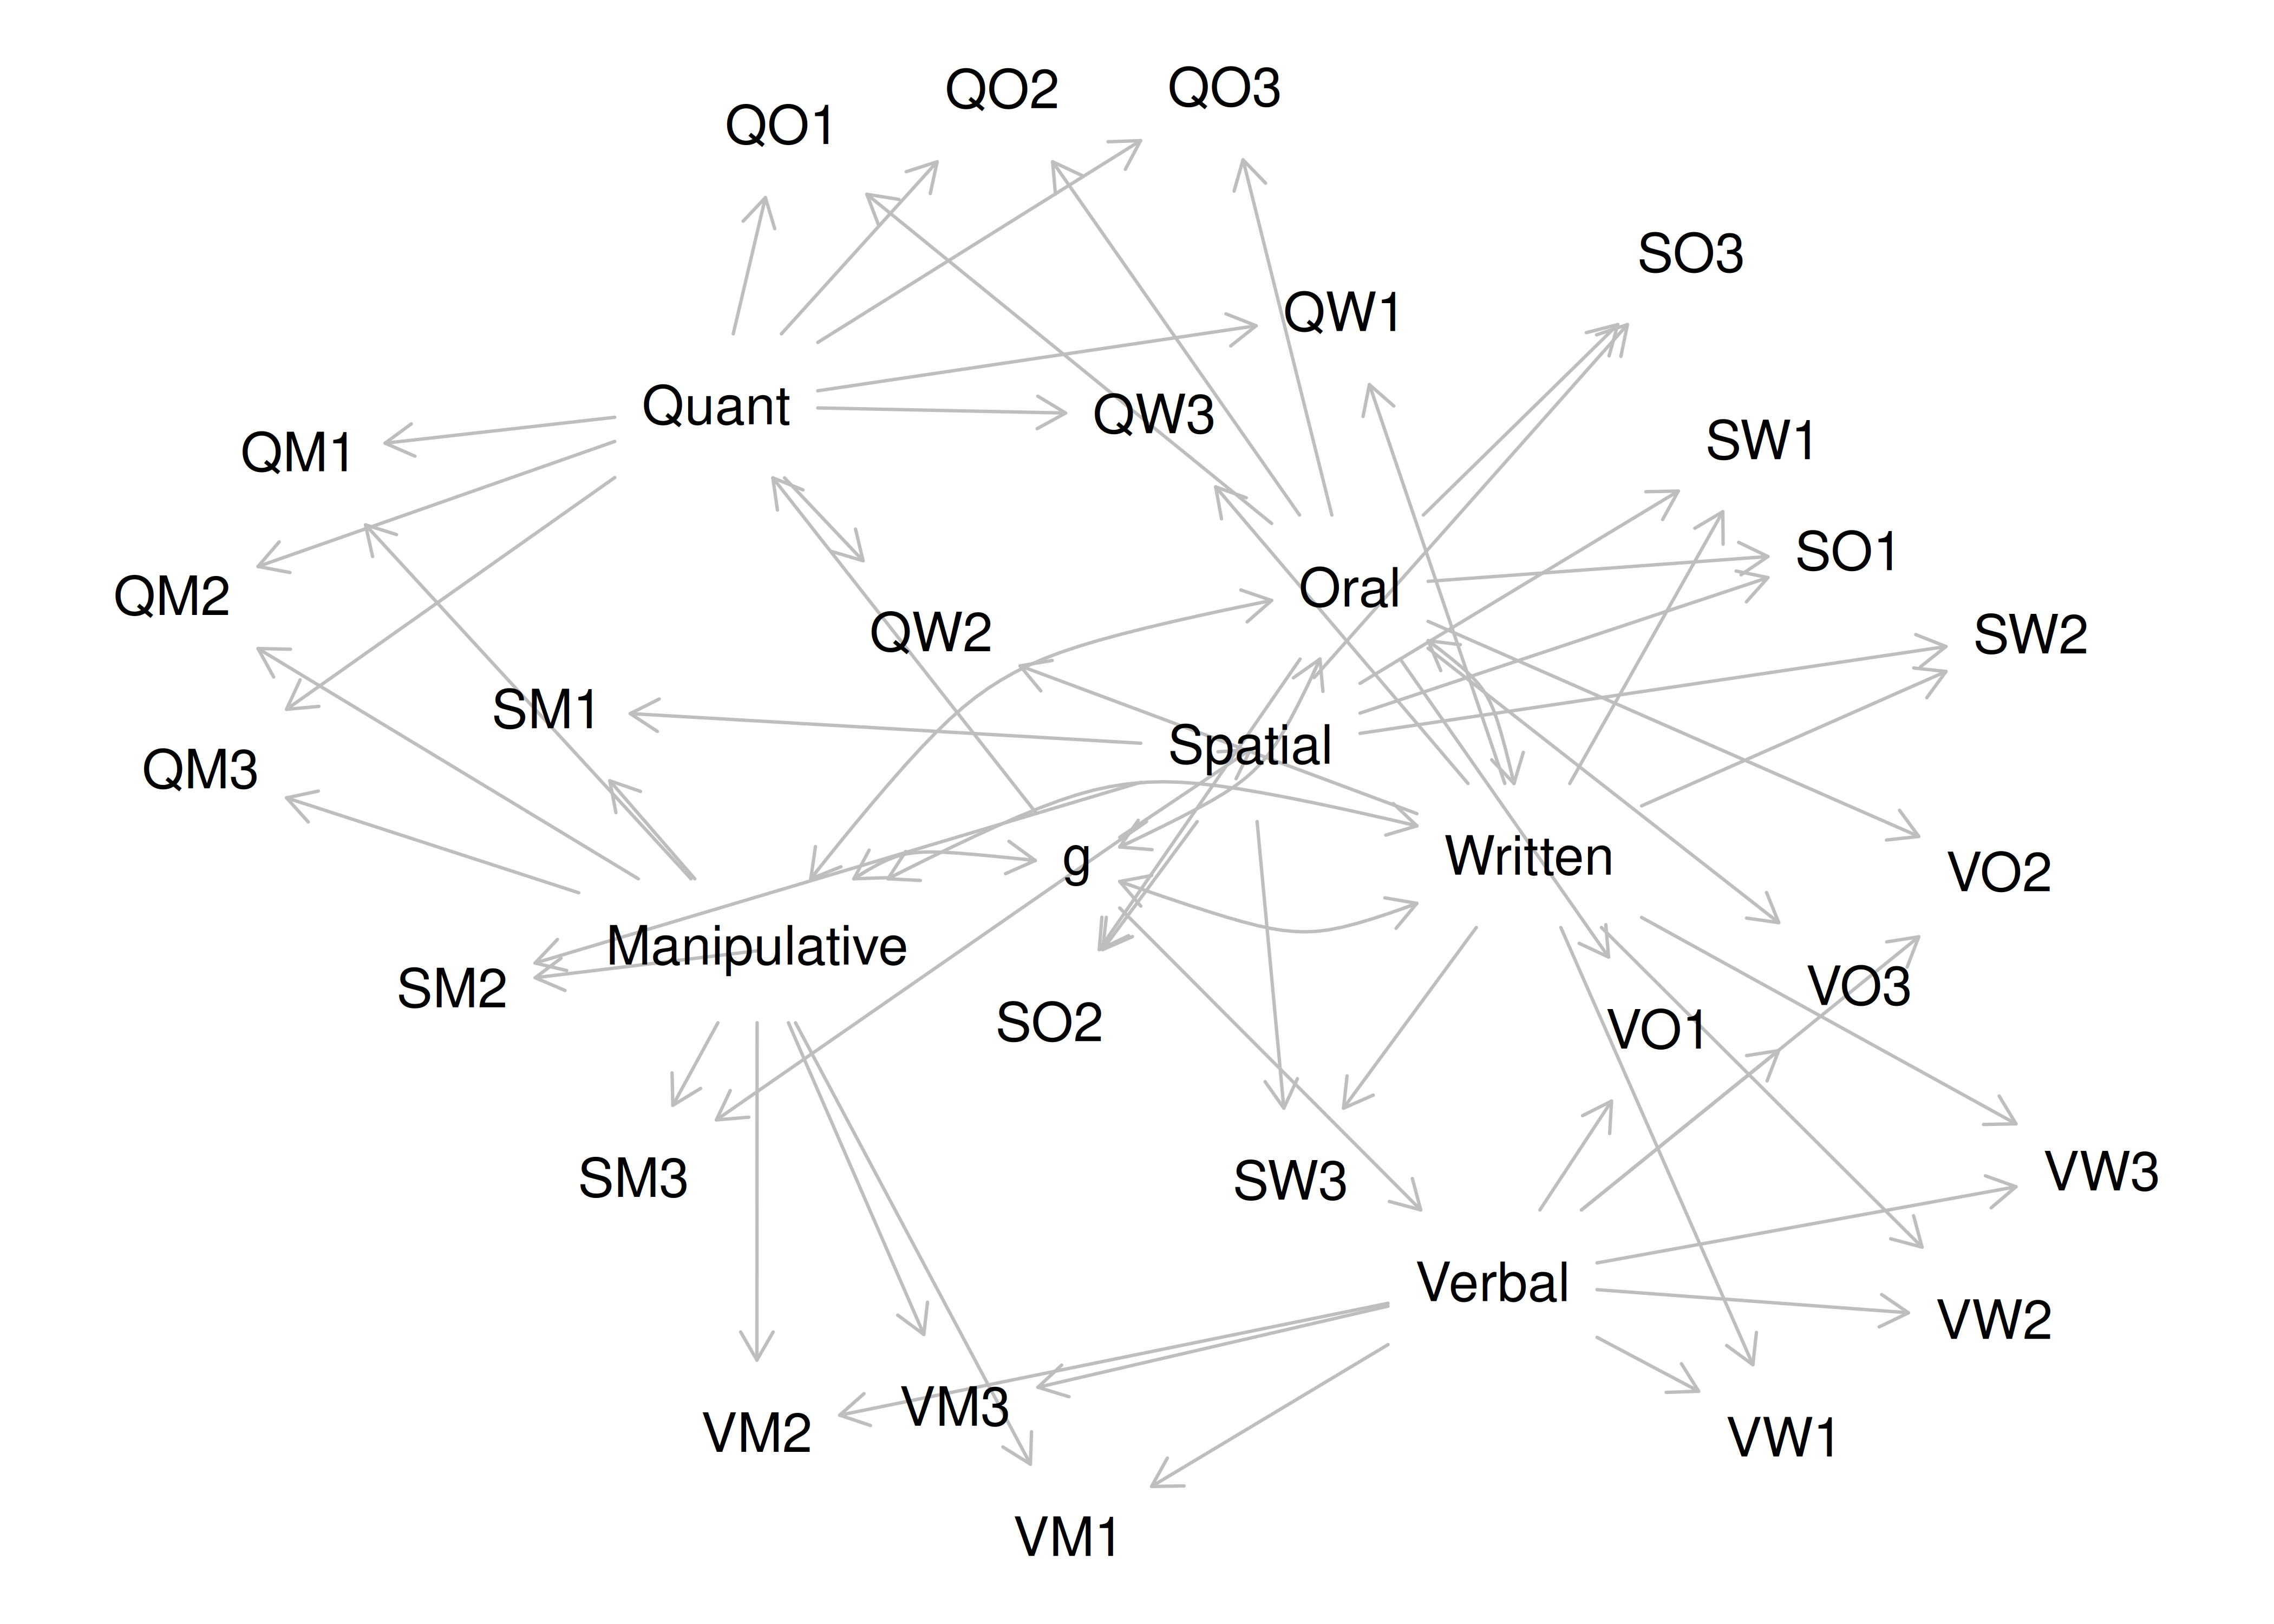 QO2
QO3
QO1
SO3
QW1
Quant
QW3
SW1
QM1
SO1
Oral
QM2
QW2
SW2
SM1
Spatial
QM3
g
Written
VO2
Manipulative
SM2
VO3
SO2
VO1
VW3
SM3
SW3
Verbal
VW2
VM3
VM2
VW1
VM1